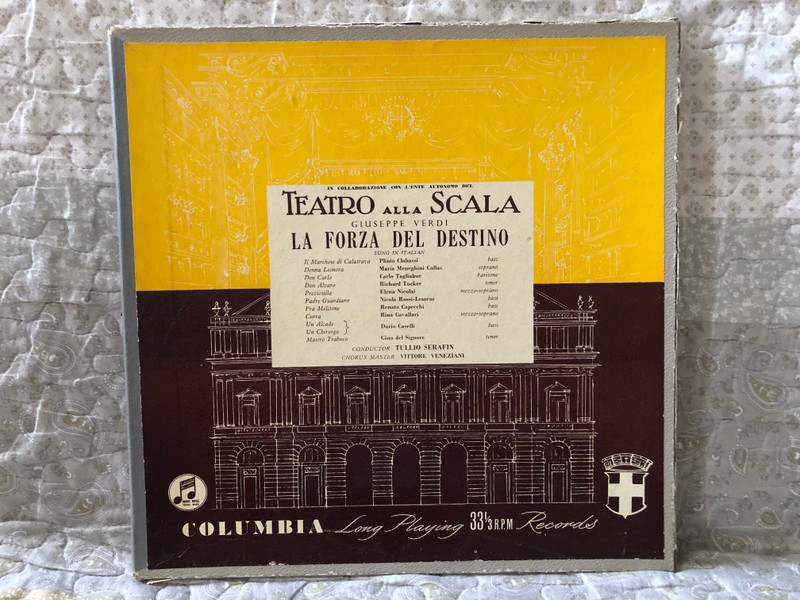 IN COLLABORAZIONE CON L'ENTE AUTONOMO DEL
TEATRO ALLA SCALA
GIUSEPPE VERDI
LA FORZA DEL DESTINO
SUNG IN ITALIAN
Il Marchese di Calatrava Plinio Clabassi bass
Donna Leonora Maria Meneghini Callas soprano
Don Carlo Carlo Tagliabue baritone
Don Alvaro Richard Tucker tenor
Preziosilla Elena Nicolai mezzo-soprano
Padre Guardiano Nicola Rossi-Lemeni bass
Fra Melitone Renato Capecchi bass
Curra Rina Cavallari mezzo-soprano
Un Alcade
Un Chirurgo } Dario Caselli bass
Mastro Trabuco Gino del Signore tenor
CONDUCTOR TULLIO SERAFIN
CHORUS MASTER VITTORE VENEZIANI
COLUMBIA Long Playing 33⅓ R.P.M Records